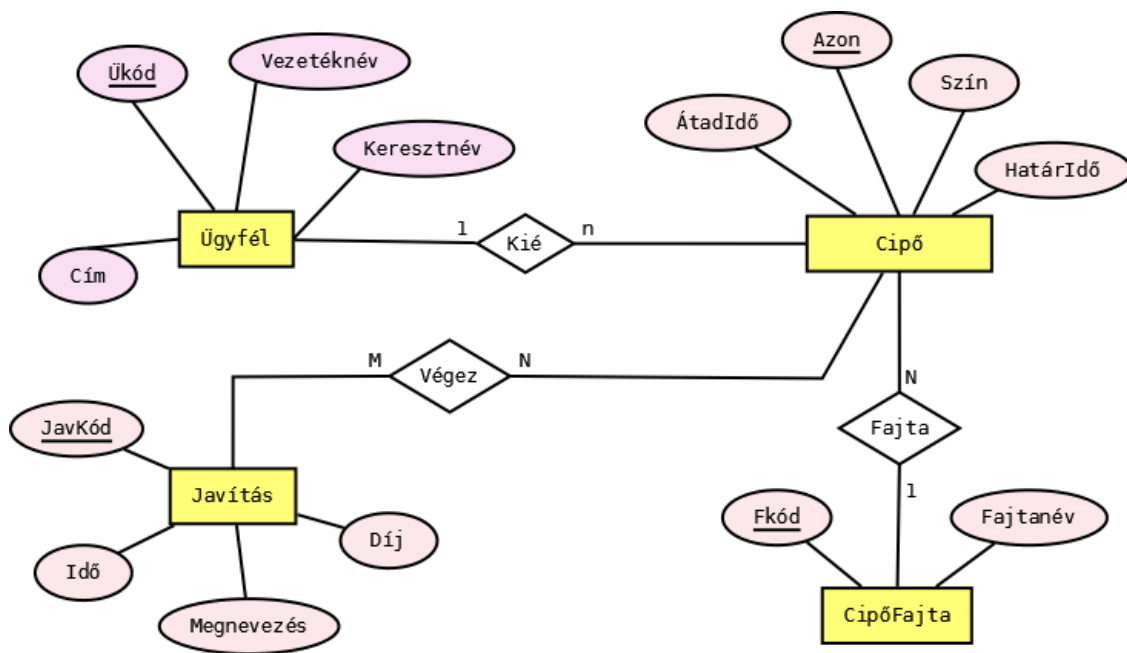 Azon
Ükód
Vezetéknév
Szín
ÁtadIdő
Keresztnév
HatárIdő
Ügyfél
1
Kié
n
Cipő
Cím
M
Végez
N
N
JavKód
Fajta
Javítás
1
Fkód
Fajtanév
Díj
Idő
Megnevezés
CipőFajta